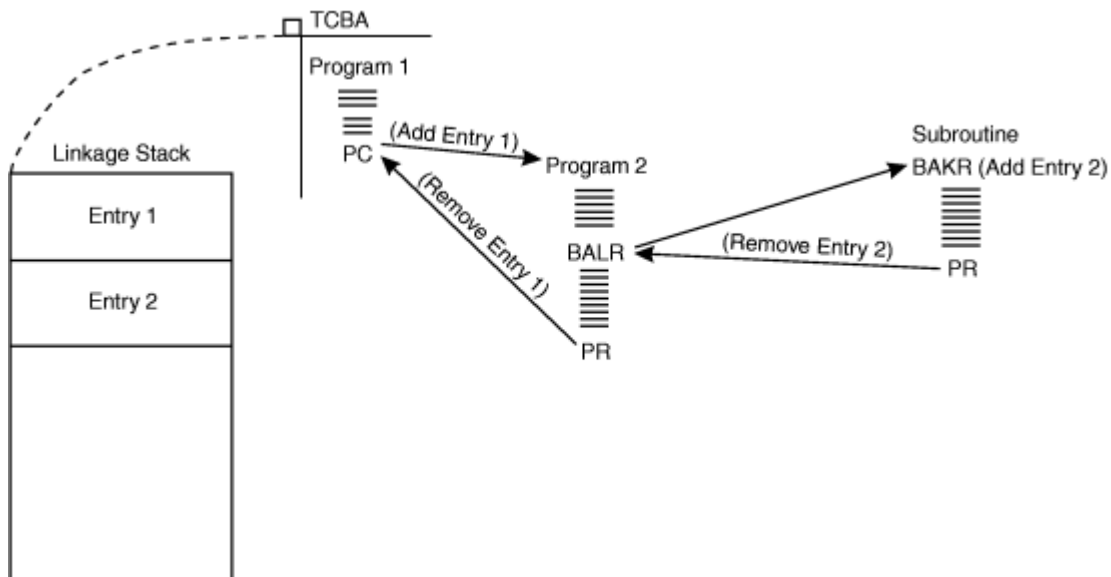 TCBA
Program 1
PC
(Add Entry 1)
Linkage Stack
Entry 1
Entry 2
Program 2
BALR
PR
(Remove Entry 1)
Subroutine
BAKR (Add Entry 2)
(Remove Entry 2)
PR